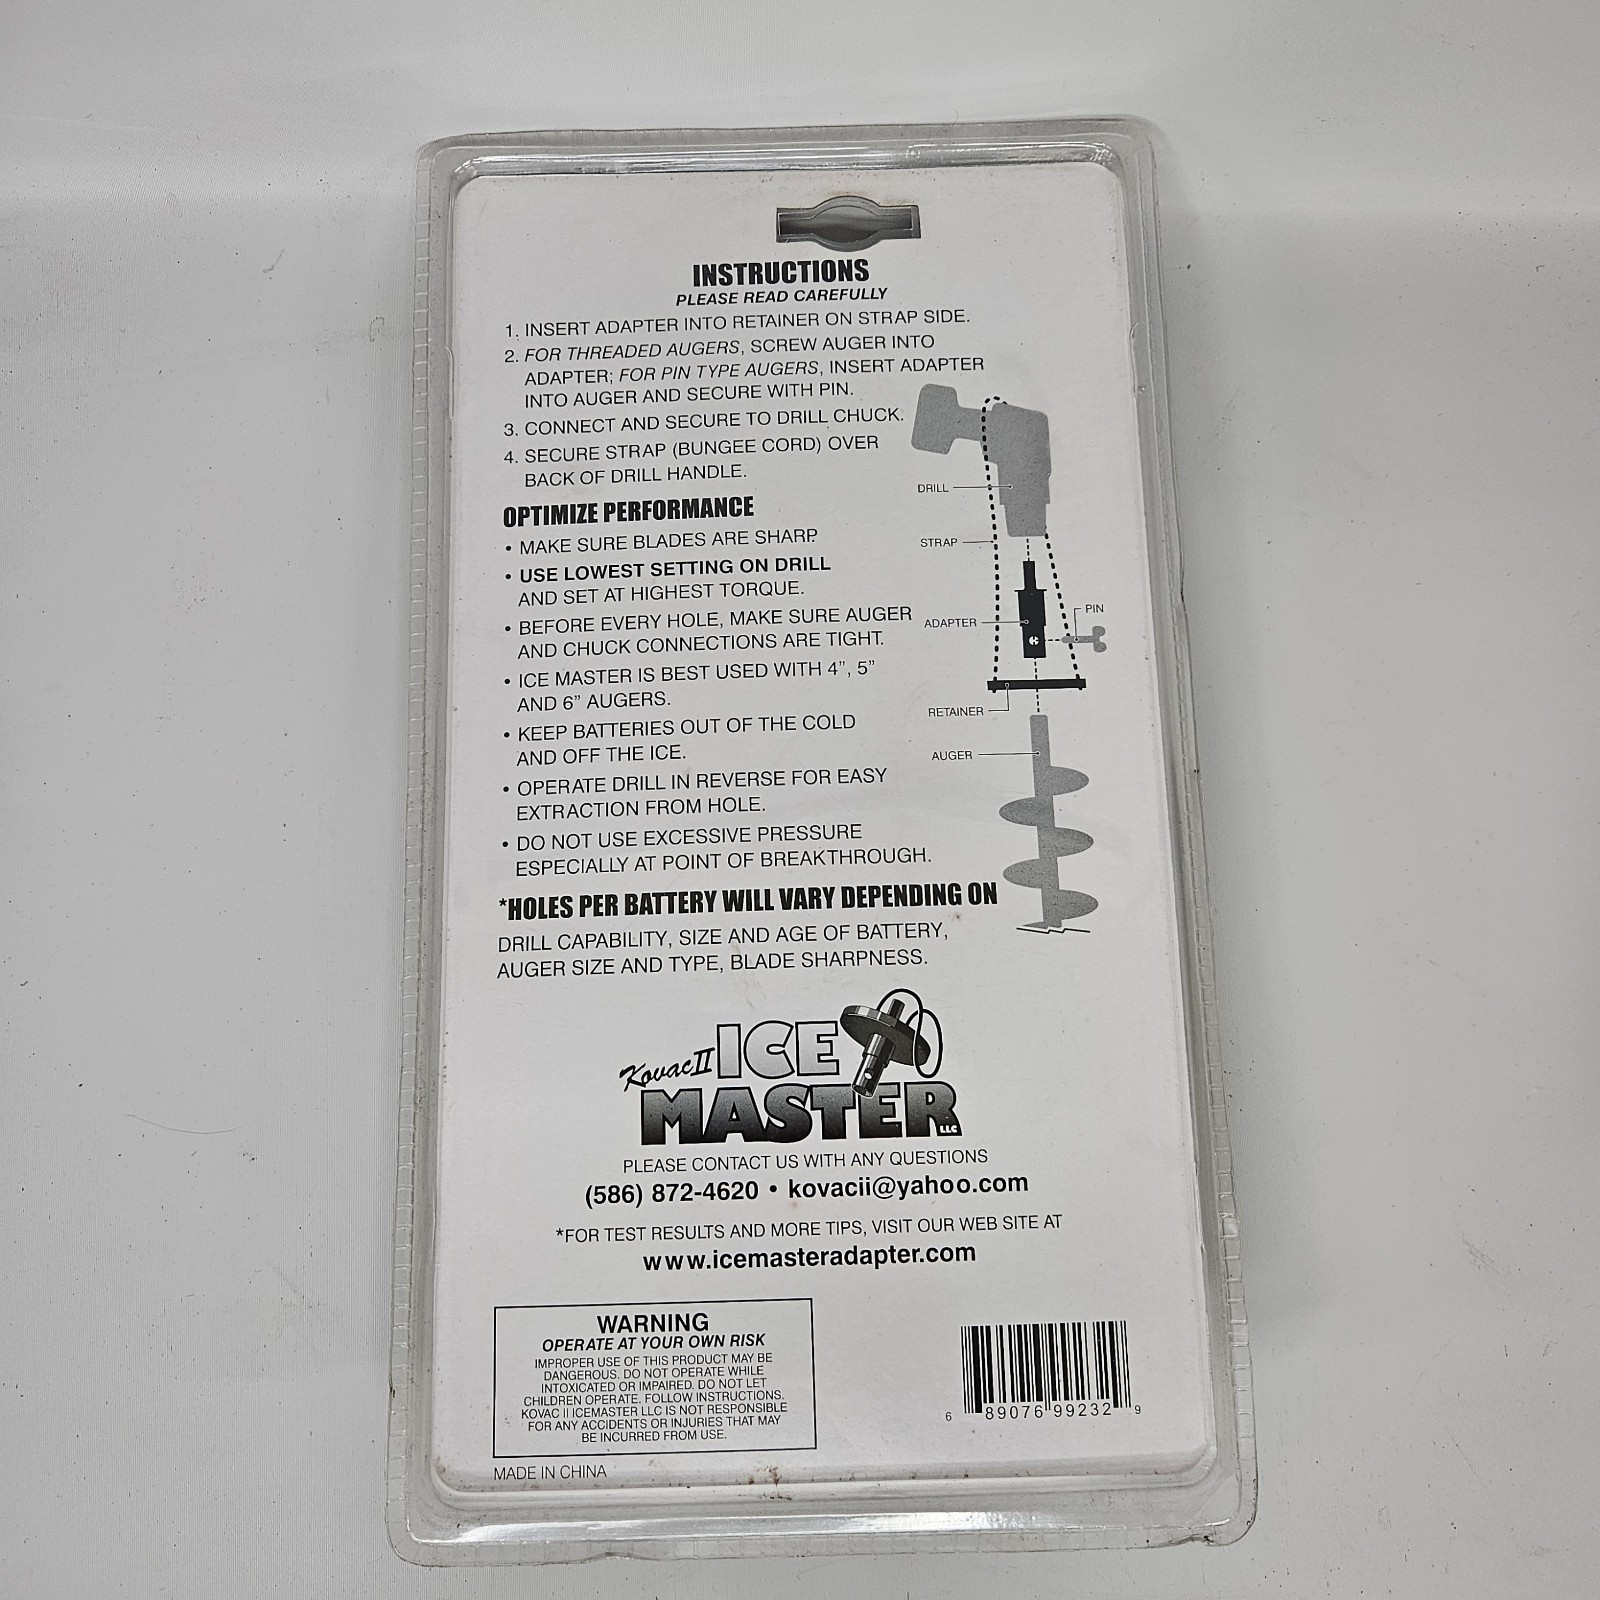 INSTRUCTIONS
PLEASE READ CAREFULLY
1. INSERT ADAPTER INTO RETAINER ON STRAP SIDE.
2. FOR THREADED AUGERS, SCREW AUGER INTO
ADAPTER; FOR PIN TYPE AUGERS, INSERT ADAPTER
INTO AUGER AND SECURE WITH PIN.
3. CONNECT AND SECURE TO DRILL CHUCK.
4. SECURE STRAP (BUNGEE CORD) OVER
BACK OF DRILL HANDLE.
OPTIMIZE PERFORMANCE
• MAKE SURE BLADES ARE SHARP.
• USE LOWEST SETTING ON DRILL
AND SET AT HIGHEST TORQUE.
• BEFORE EVERY HOLE, MAKE SURE AUGER
AND CHUCK CONNECTIONS ARE TIGHT.
• ICE MASTER IS BEST USED WITH 4”, 5”
AND 6” AUGERS.
• KEEP BATTERIES OUT OF THE COLD
AND OFF THE ICE.
• OPERATE DRILL IN REVERSE FOR EASY
EXTRACTION FROM HOLE.
• DO NOT USE EXCESSIVE PRESSURE
ESPECIALLY AT POINT OF BREAKTHROUGH.
DRILL
STRAP
ADAPTER
PIN
RETAINER
AUGER
*HOLES PER BATTERY WILL VARY DEPENDING ON
DRILL CAPABILITY, SIZE AND AGE OF BATTERY,
AUGER SIZE AND TYPE, BLADE SHARPNESS.
Kovac II ICE
MASTER LLC
PLEASE CONTACT US WITH ANY QUESTIONS
(586) 872-4620 • kovacii@yahoo.com
*FOR TEST RESULTS AND MORE TIPS, VISIT OUR WEB SITE AT
www.icemasteradapter.com
WARNING
OPERATE AT YOUR OWN RISK
IMPROPER USE OF THIS PRODUCT MAY BE
DANGEROUS. DO NOT OPERATE WHILE
INTOXICATED OR IMPAIRED. DO NOT LET
CHILDREN OPERATE. FOLLOW INSTRUCTIONS.
KOVAC II ICEMASTER LLC IS NOT RESPONSIBLE
FOR ANY ACCIDENTS OR INJURIES THAT MAY
BE INCURRED FROM USE.
6 89076 99232 9
MADE IN CHINA